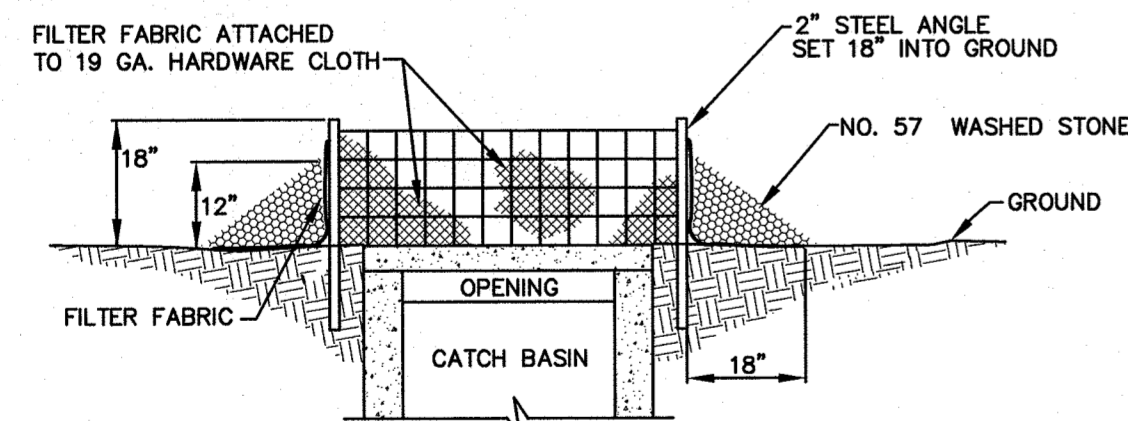 FILTER FABRIC ATTACHED
TO 19 GA. HARDWARE CLOTH
2” STEEL ANGLE
SET 18” INTO GROUND
NO. 57 WASHED STONE
18”
12”
GROUND
OPENING
FILTER FABRIC
CATCH BASIN
18”